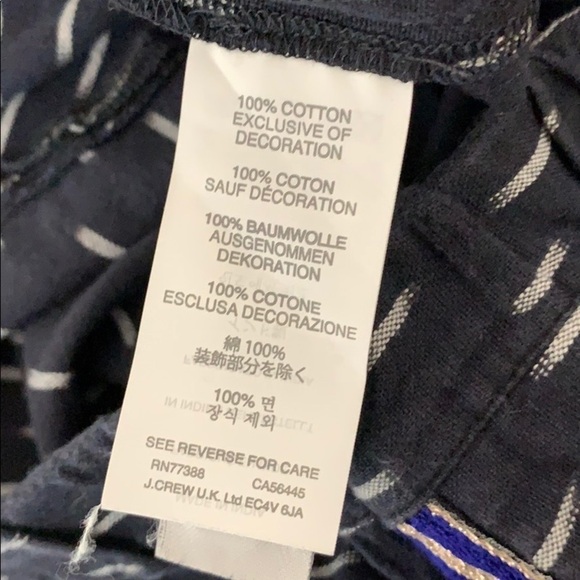 100% COTTON
EXCLUSIVE OF
DECORATION
100% COTON
SAUF DÉCORATION
100% BAUMWOLLE
AUSGENOMMEN
DEKORATION
100% COTONE
ESCLUSA DECORAZIONE
綿 100%
装飾部分を除く
100% 면
장식 제외
SEE REVERSE FOR CARE
RN77388 CA56445
J.CREW U.K. Ltd EC4V 6JA